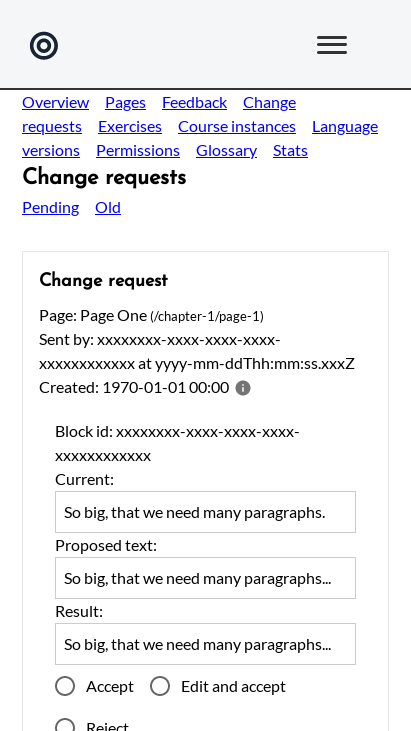 Overview Pages Feedback Change
requests Exercises Course instances Language
versions Permissions Glossary Stats
Change requests
Pending Old
Change request
Page: Page One (/chapter-1/page-1)
Sent by: xxxxxxxx-xxxx-xxxx-xxxx-
xxxxxxxxxxxx at yyyy-mm-ddThh:mm:ss.xxxZ
Created: 1970-01-01 00:00
Block id: xxxxxxxx-xxxx-xxxx-xxxx-
xxxxxxxxxxxx
Current:
So big, that we need many paragraphs.
Proposed text:
So big, that we need many paragraphs...
Result:
So big, that we need many paragraphs...
Accept Edit and accept
Reject